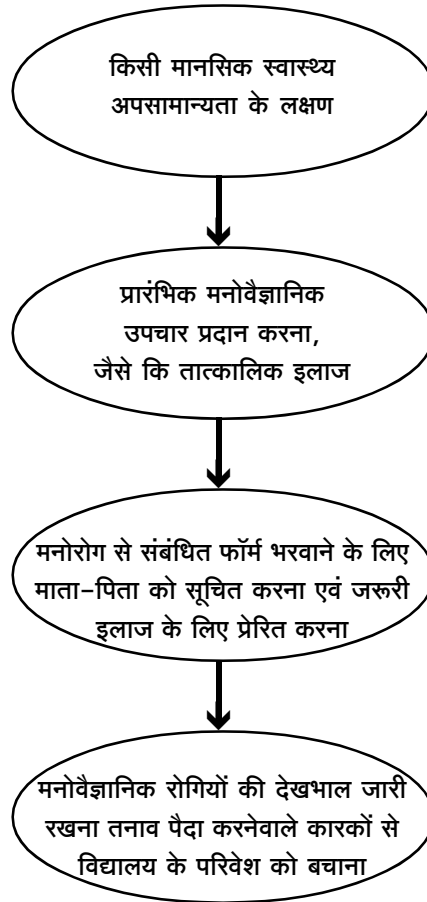 किसी मानसिक स्वास्थ्य
अपसामान्यता के लक्षण
प्रारंभिक मनोवैज्ञानिक
उपचार प्रदान करना,
जैसे कि तात्कालिक इलाज
मनोरोग से संबंधित फॉर्म भरवाने के लिए
माता-पिता को सूचित करना एवं जरूरी
इलाज के लिए प्रेरित करना
मनोवैज्ञानिक रोगियों की देखभाल जारी
रखना तनाव पैदा करनेवाले कारकों से
विद्यालय के परिवेश को बचाना